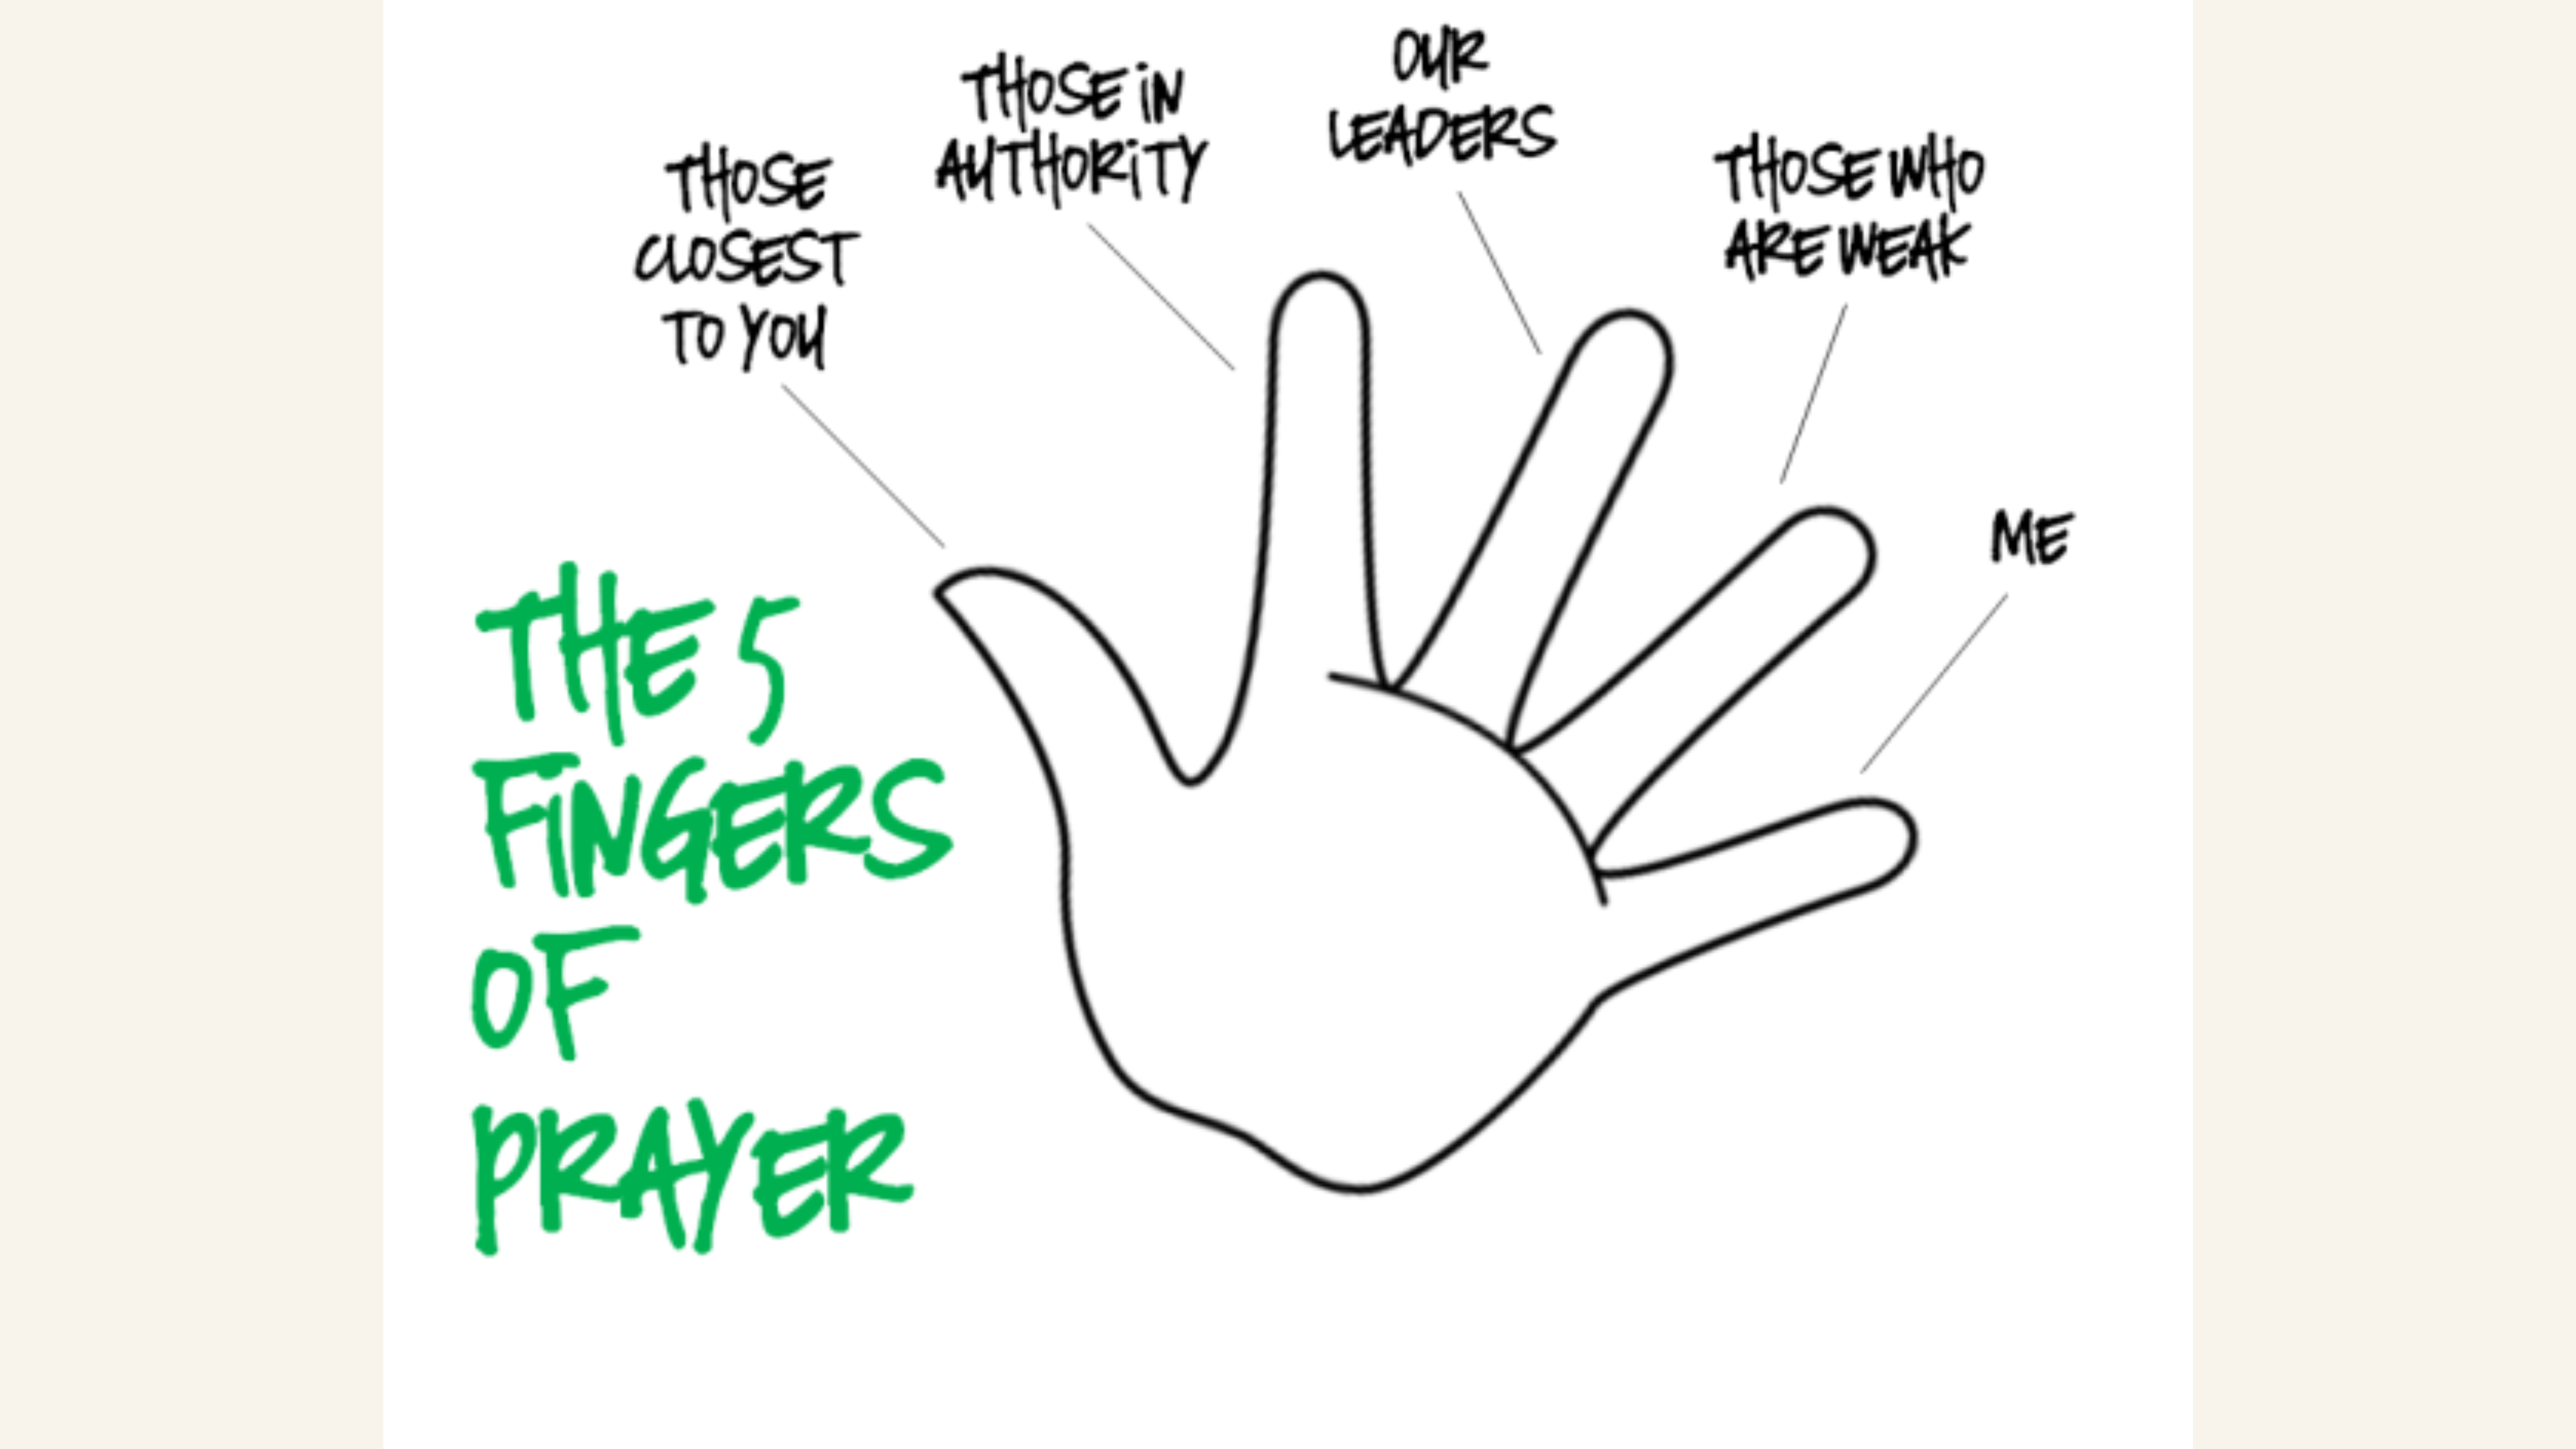 THOSE
CLOSEST
TO YOU
THOSE iN
AUTHORiTY
OUR
LEADERS
THOSE WHO
ARE WEAK
ME
THE 5
FiNGERS
OF
PRAYER